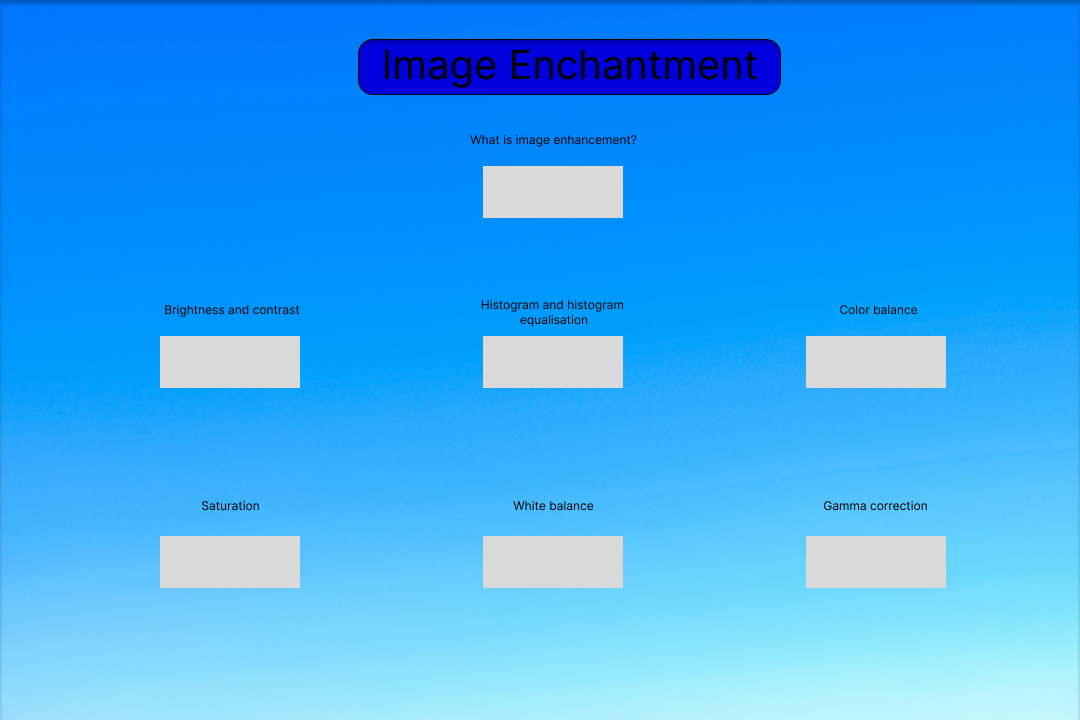 Image Enchantment
What is image enhancement?
Brightness and contrast
Histogram and histogram
equalisation
Color balance
Saturation
White balance
Gamma correction